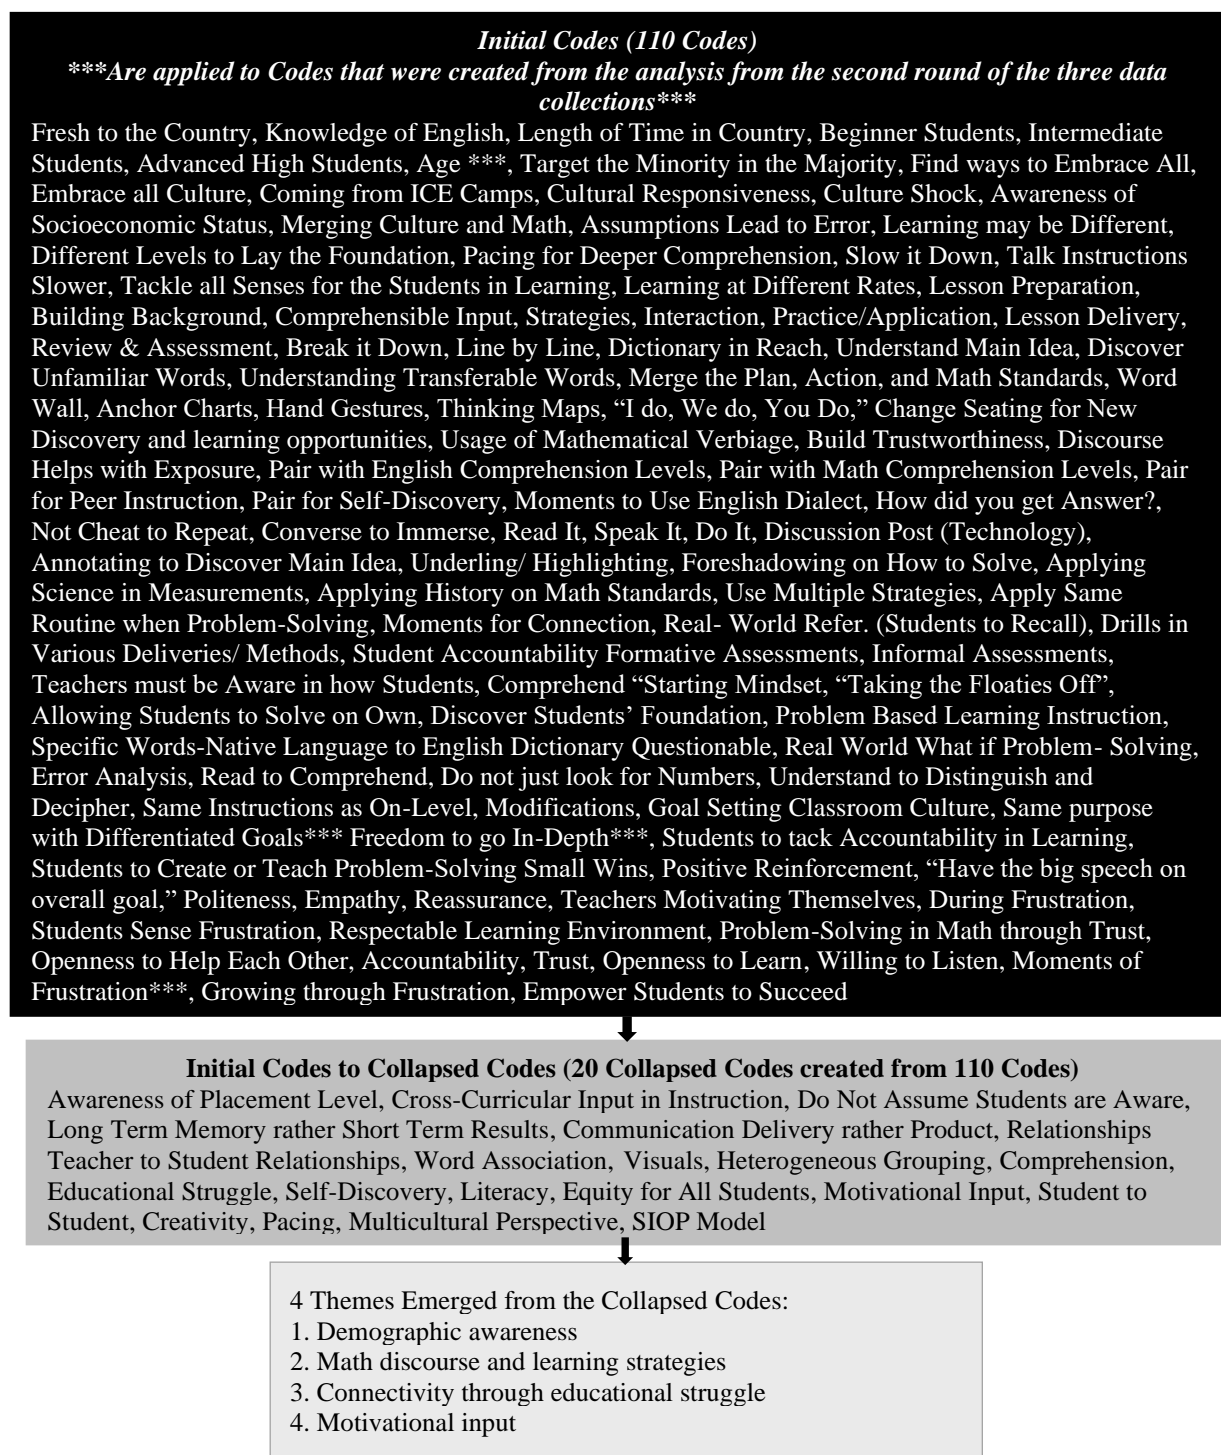 Initial Codes (110 Codes)
***Are applied to Codes that were created from the analysis from the second round of the three data
collections***
Fresh to the Country, Knowledge of English, Length of Time in Country, Beginner Students, Intermediate
Students, Advanced High Students, Age ***, Target the Minority in the Majority, Find ways to Embrace All,
Embrace all Culture, Coming from ICE Camps, Cultural Responsiveness, Culture Shock, Awareness of
Socioeconomic Status, Merging Culture and Math, Assumptions Lead to Error, Learning may be Different,
Different Levels to Lay the Foundation, Pacing for Deeper Comprehension, Slow it Down, Talk Instructions
Slower, Tackle all Senses for the Students in Learning, Learning at Different Rates, Lesson Preparation,
Building Background, Comprehensible Input, Strategies, Interaction, Practice/Application, Lesson Delivery,
Review & Assessment, Break it Down, Line by Line, Dictionary in Reach, Understand Main Idea, Discover
Unfamiliar Words, Understanding Transferable Words, Merge the Plan, Action, and Math Standards, Word
Wall, Anchor Charts, Hand Gestures, Thinking Maps, “I do, We do, You Do,” Change Seating for New
Discovery and learning opportunities, Usage of Mathematical Verbiage, Build Trustworthiness, Discourse
Helps with Exposure, Pair with English Comprehension Levels, Pair with Math Comprehension Levels, Pair
for Peer Instruction, Pair for Self-Discovery, Moments to Use English Dialect, How did you get Answer?,
Not Cheat to Repeat, Converse to Immerse, Read It, Speak It, Do It, Discussion Post (Technology),
Annotating to Discover Main Idea, Underling/ Highlighting, Foreshadowing on How to Solve, Applying
Science in Measurements, Applying History on Math Standards, Use Multiple Strategies, Apply Same
Routine when Problem-Solving, Moments for Connection, Real- World Refer. (Students to Recall), Drills in
Various Deliveries/ Methods, Student Accountability Formative Assessments, Informal Assessments,
Teachers must be Aware in how Students, Comprehend “Starting Mindset, “Taking the Floaties Off”,
Allowing Students to Solve on Own, Discover Students’ Foundation, Problem Based Learning Instruction,
Specific Words-Native Language to English Dictionary Questionable, Real World What if Problem- Solving,
Error Analysis, Read to Comprehend, Do not just look for Numbers, Understand to Distinguish and
Decipher, Same Instructions as On-Level, Modifications, Goal Setting Classroom Culture, Same purpose
with Differentiated Goals*** Freedom to go In-Depth***, Students to tack Accountability in Learning,
Students to Create or Teach Problem-Solving Small Wins, Positive Reinforcement, “Have the big speech on
overall goal,” Politeness, Empathy, Reassurance, Teachers Motivating Themselves, During Frustration,
Students Sense Frustration, Respectable Learning Environment, Problem-Solving in Math through Trust,
Openness to Help Each Other, Accountability, Trust, Openness to Learn, Willing to Listen, Moments of
Frustration***, Growing through Frustration, Empower Students to Succeed
Initial Codes to Collapsed Codes (20 Collapsed Codes created from 110 Codes)
Awareness of Placement Level, Cross-Curricular Input in Instruction, Do Not Assume Students are Aware,
Long Term Memory rather Short Term Results, Communication Delivery rather Product, Relationships
Teacher to Student Relationships, Word Association, Visuals, Heterogeneous Grouping, Comprehension,
Educational Struggle, Self-Discovery, Literacy, Equity for All Students, Motivational Input, Student to
Student, Creativity, Pacing, Multicultural Perspective, SIOP Model
4 Themes Emerged from the Collapsed Codes:
1. Demographic awareness
2. Math discourse and learning strategies
3. Connectivity through educational struggle
4. Motivational input